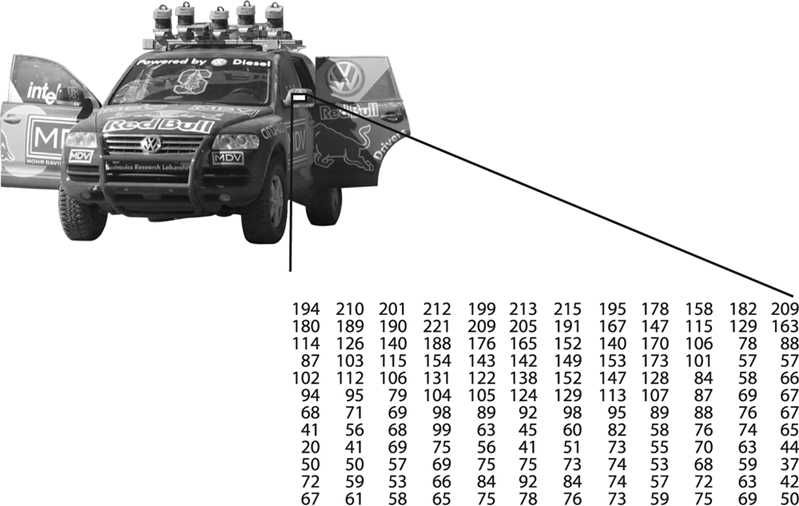 Powered by VW Diesel
S
intel
MDV
MOHR DAVI
Red Bull
MDV
MDV
MDV
Red Bull
Driver
194 210 201 212 199 213 215 195 178 158 182 209
180 189 190 221 209 205 191 167 147 115 129 163
114 126 140 188 176 165 152 140 170 106 78 88
87 103 115 154 143 142 149 153 173 101 57 57
102 112 106 131 122 138 152 147 128 84 58 66
94 95 79 104 105 124 129 113 107 87 69 67
68 71 69 98 89 92 98 95 89 88 76 67
41 56 68 99 63 45 60 82 58 76 74 65
20 41 69 75 56 41 51 73 55 70 63 44
50 50 57 69 75 75 73 74 53 68 59 37
72 59 53 66 84 92 84 74 57 72 63 42
67 61 58 65 75 78 76 73 59 75 69 50